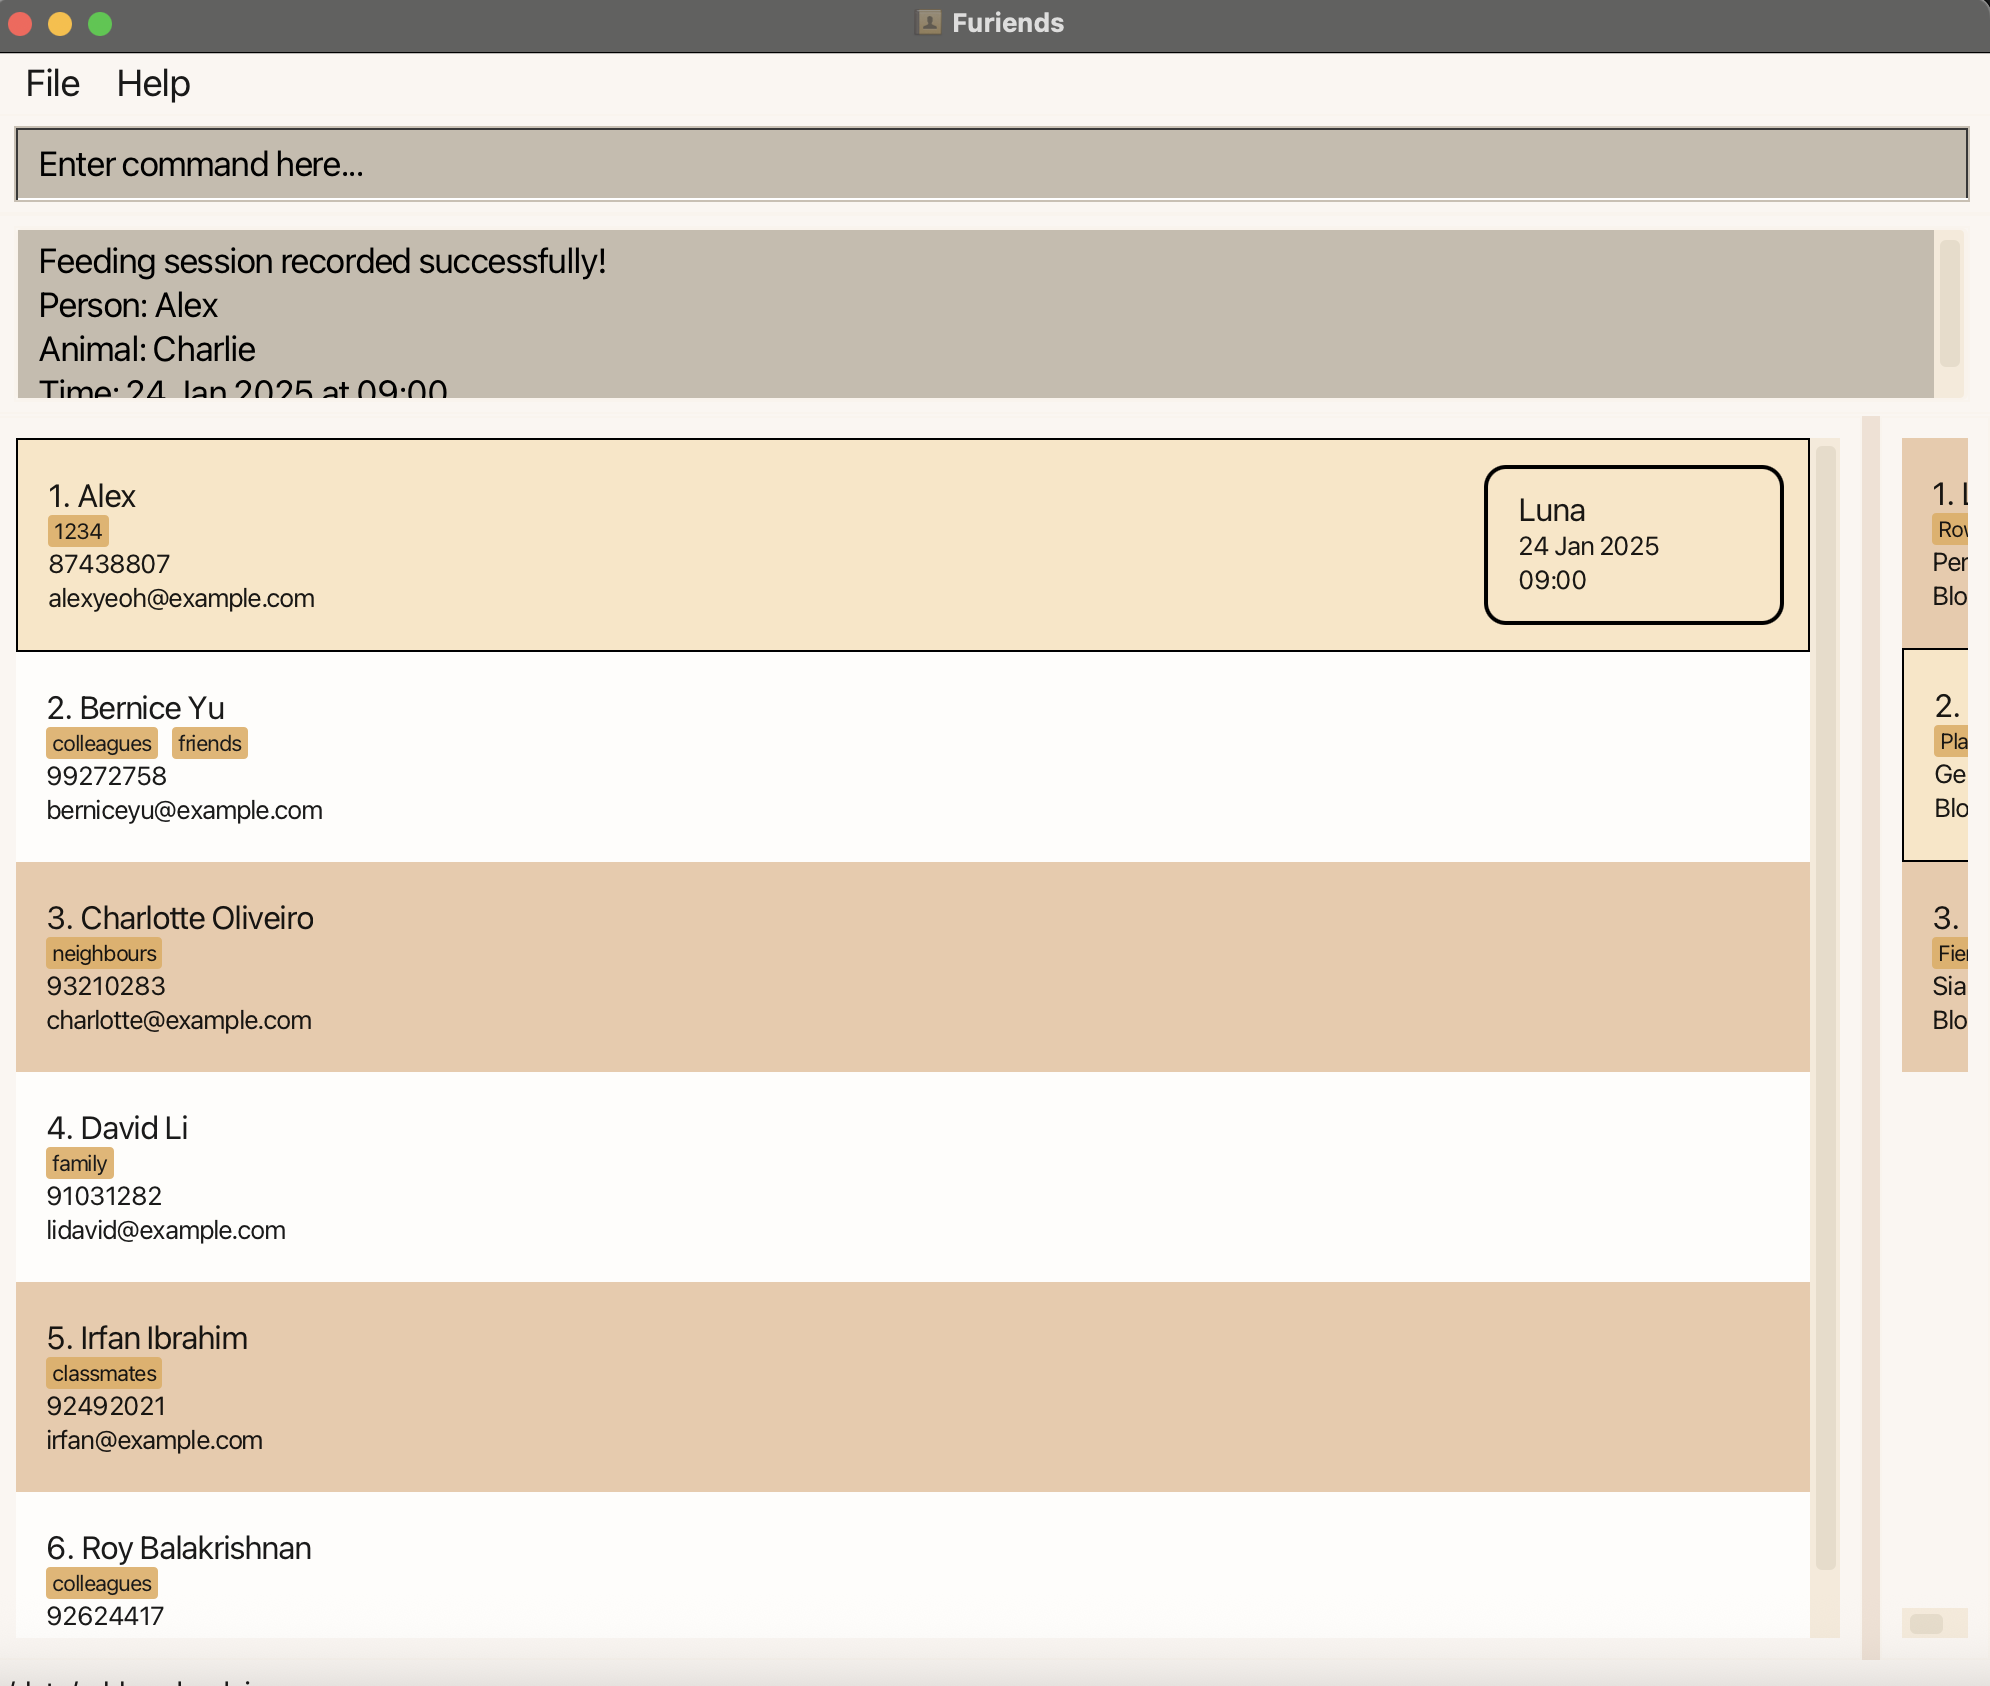 Furiends
File Help
Enter command here...
Feeding session recorded successfully!
Person: Alex
Animal: Charlie
Time: 24 Jan 2025 at 09:00
1. Alex
1234
87438807
alexyeoh@example.com
Luna
24 Jan 2025
09:00
2. Bernice Yu
colleagues friends
99272758
berniceyu@example.com
3. Charlotte Oliveiro
neighbours
93210283
charlotte@example.com
4. David Li
family
91031282
lidavid@example.com
5. Irfan Ibrahim
classmates
92492021
irfan@example.com
6. Roy Balakrishnan
colleagues
92624417
1.
Per
Blo
2.
Pla
Ge
Blo
3.
Sia
Blo